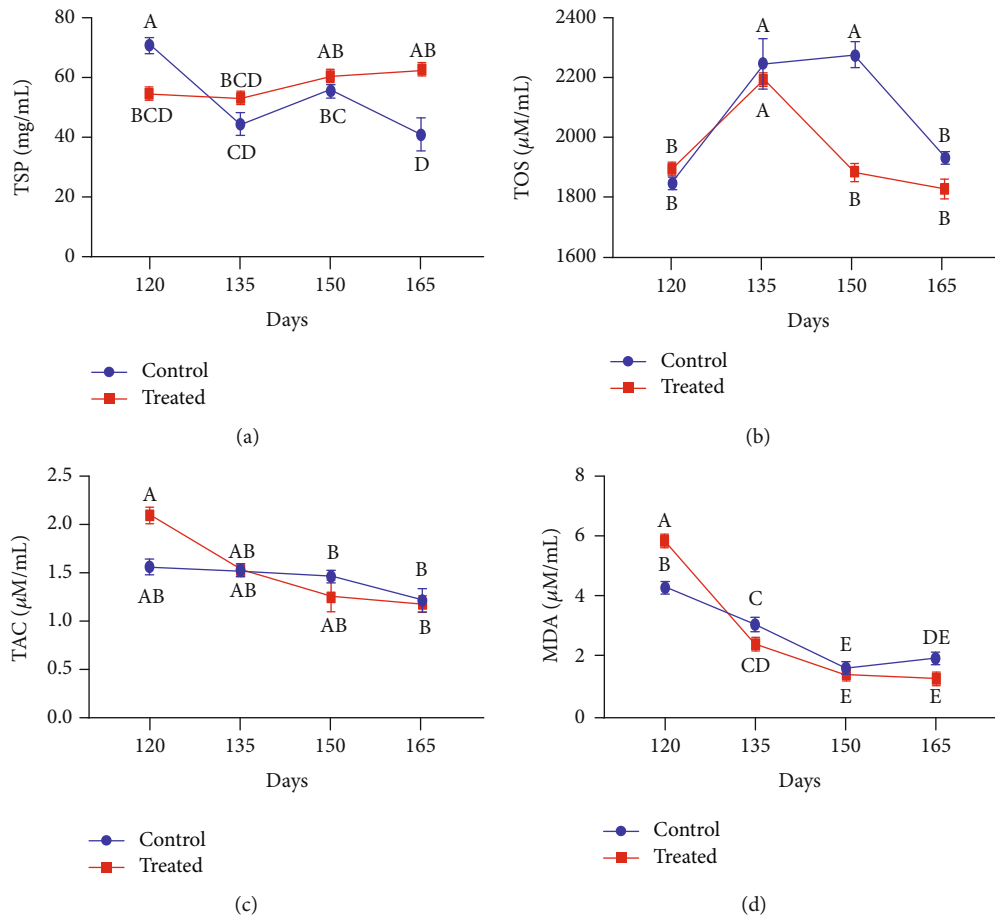 80
60
40
20
0
TSP (mg/mL)
A
BCD
BCD
CD
AB
BC
AB
D
120 135 150 165
Days
Control
Treated
(a)
2400
2200
2000
1800
1600
TOS (μM/mL)
B
B
A
A
A
B
B
B
120 135 150 165
Days
Control
Treated
(b)
2.5
2.0
1.5
1.0
0.5
0.0
TAC (μM/mL)
A
AB
AB
AB
B
AB
B
B
120 135 150 165
Days
Control
Treated
(c)
8
6
4
2
0
MDA (μM/mL)
A
B
C
CD
E
E
DE
E
120 135 150 165
Days
Control
Treated
(d)